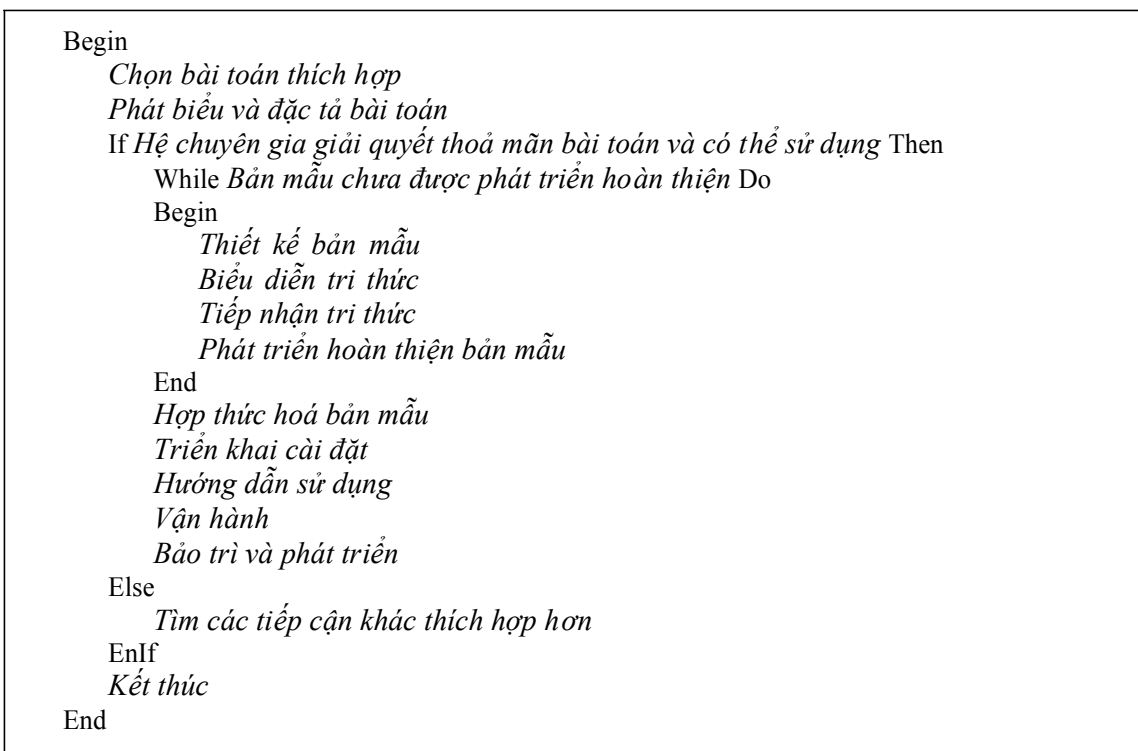 Begin
Chọn bài toán thích hợp
Phát biểu và đặc tả bài toán
If Hệ chuyên gia giải quyết thoả mãn bài toán và có thể sử dụng Then
While Bản mẫu chưa được phát triển hoàn thiện Do
Begin
Thiết kế bản mẫu
Biểu diễn tri thức
Tiếp nhận tri thức
Phát triển hoàn thiện bản mẫu
End
Hợp thức hoá bản mẫu
Triển khai cài đặt
Hướng dẫn sử dụng
Vận hành
Bảo trì và phát triển
Else
Tìm các tiếp cận khác thích hợp hơn
EnIf
Kết thúc
End